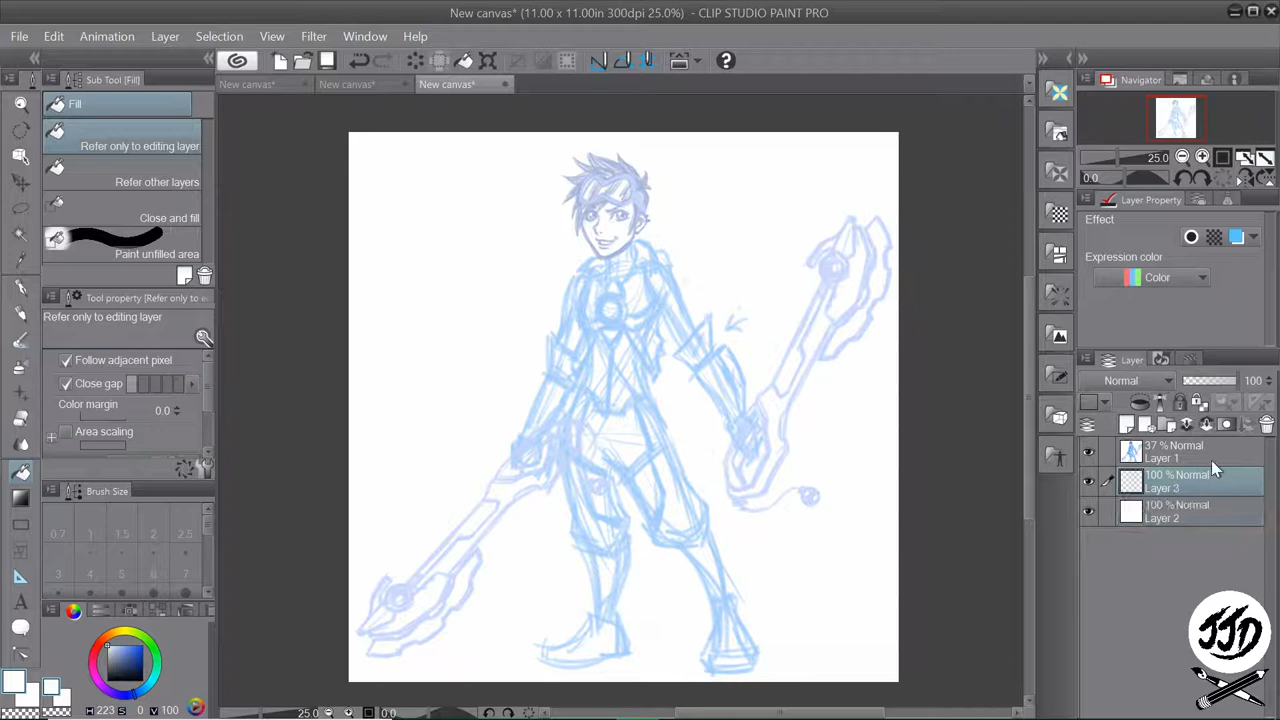 New canvas* (11.00 x 11.00in 300dpi 25.0%) - CLIP STUDIO PAINT PRO
File Edit Animation Layer Selection View Filter Window Help
Sub Tool [Fill]
New canvas* New canvas* New canvas*
Navigator
Fill
Refer only to editing layer
Refer other layers
Close and fill
Paint unfilled area
25.0
0.0
Layer Property
Effect
Expression color
Color
Tool property [Refer only to e
Refer only to editing layer
Follow adjacent pixel
Close gap
Color margin 0.0
Area scaling
Layer
Normal 100
37 % Normal
Layer 1
100 % Normal
Layer 3
100 % Normal
Layer 2
Brush Size
0.7 1 1.5 2 2.5
3 4 5 6 7
H 223 S 0 V 100
25.0 0.0
JJD